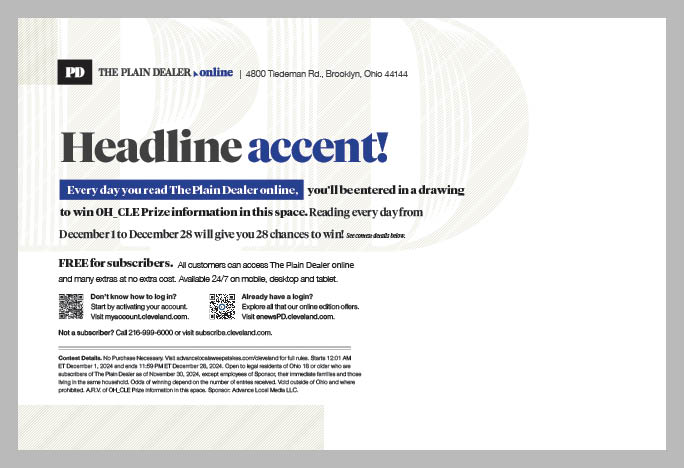 PD THE PLAIN DEALER online | 4800 Tiedeman Rd., Brooklyn, Ohio 44144
Headline accent!
Every day you read The Plain Dealer online, you'll be entered in a drawing
to win OH_CLE Prize information in this space. Reading every day from
December 1 to December 28 will give you 28 chances to win! See contest details below.
FREE for subscribers. All customers can access The Plain Dealer online
and many extras at no extra cost. Available 24/7 on mobile, desktop and tablet.
Don't know how to log in?
Start by activating your account.
Visit myaccount.cleveland.com.
Already have a login?
Explore all that our online edition offers.
Visit enewsPD.cleveland.com.
Not a subscriber? Call 216-999-6000 or visit subscribe.cleveland.com.
Contest Details. No Purchase Necessary. Visit advancelocalsweepstakes.com/cleveland for full rules. Starts 12:01 AM
ET December 1, 2024 and ends 11:59 PM ET December 28, 2024. Open to legal residents of Ohio 18 or older who are
subscribers of The Plain Dealer as of November 30, 2024, except employees of Sponsor, their immediate families and those
living in the same household. Odds of winning depend on the number of entries received. Void outside of Ohio and where
prohibited. A.R.V. of OH_CLE Prize information in this space. Sponsor: Advance Local Media LLC.